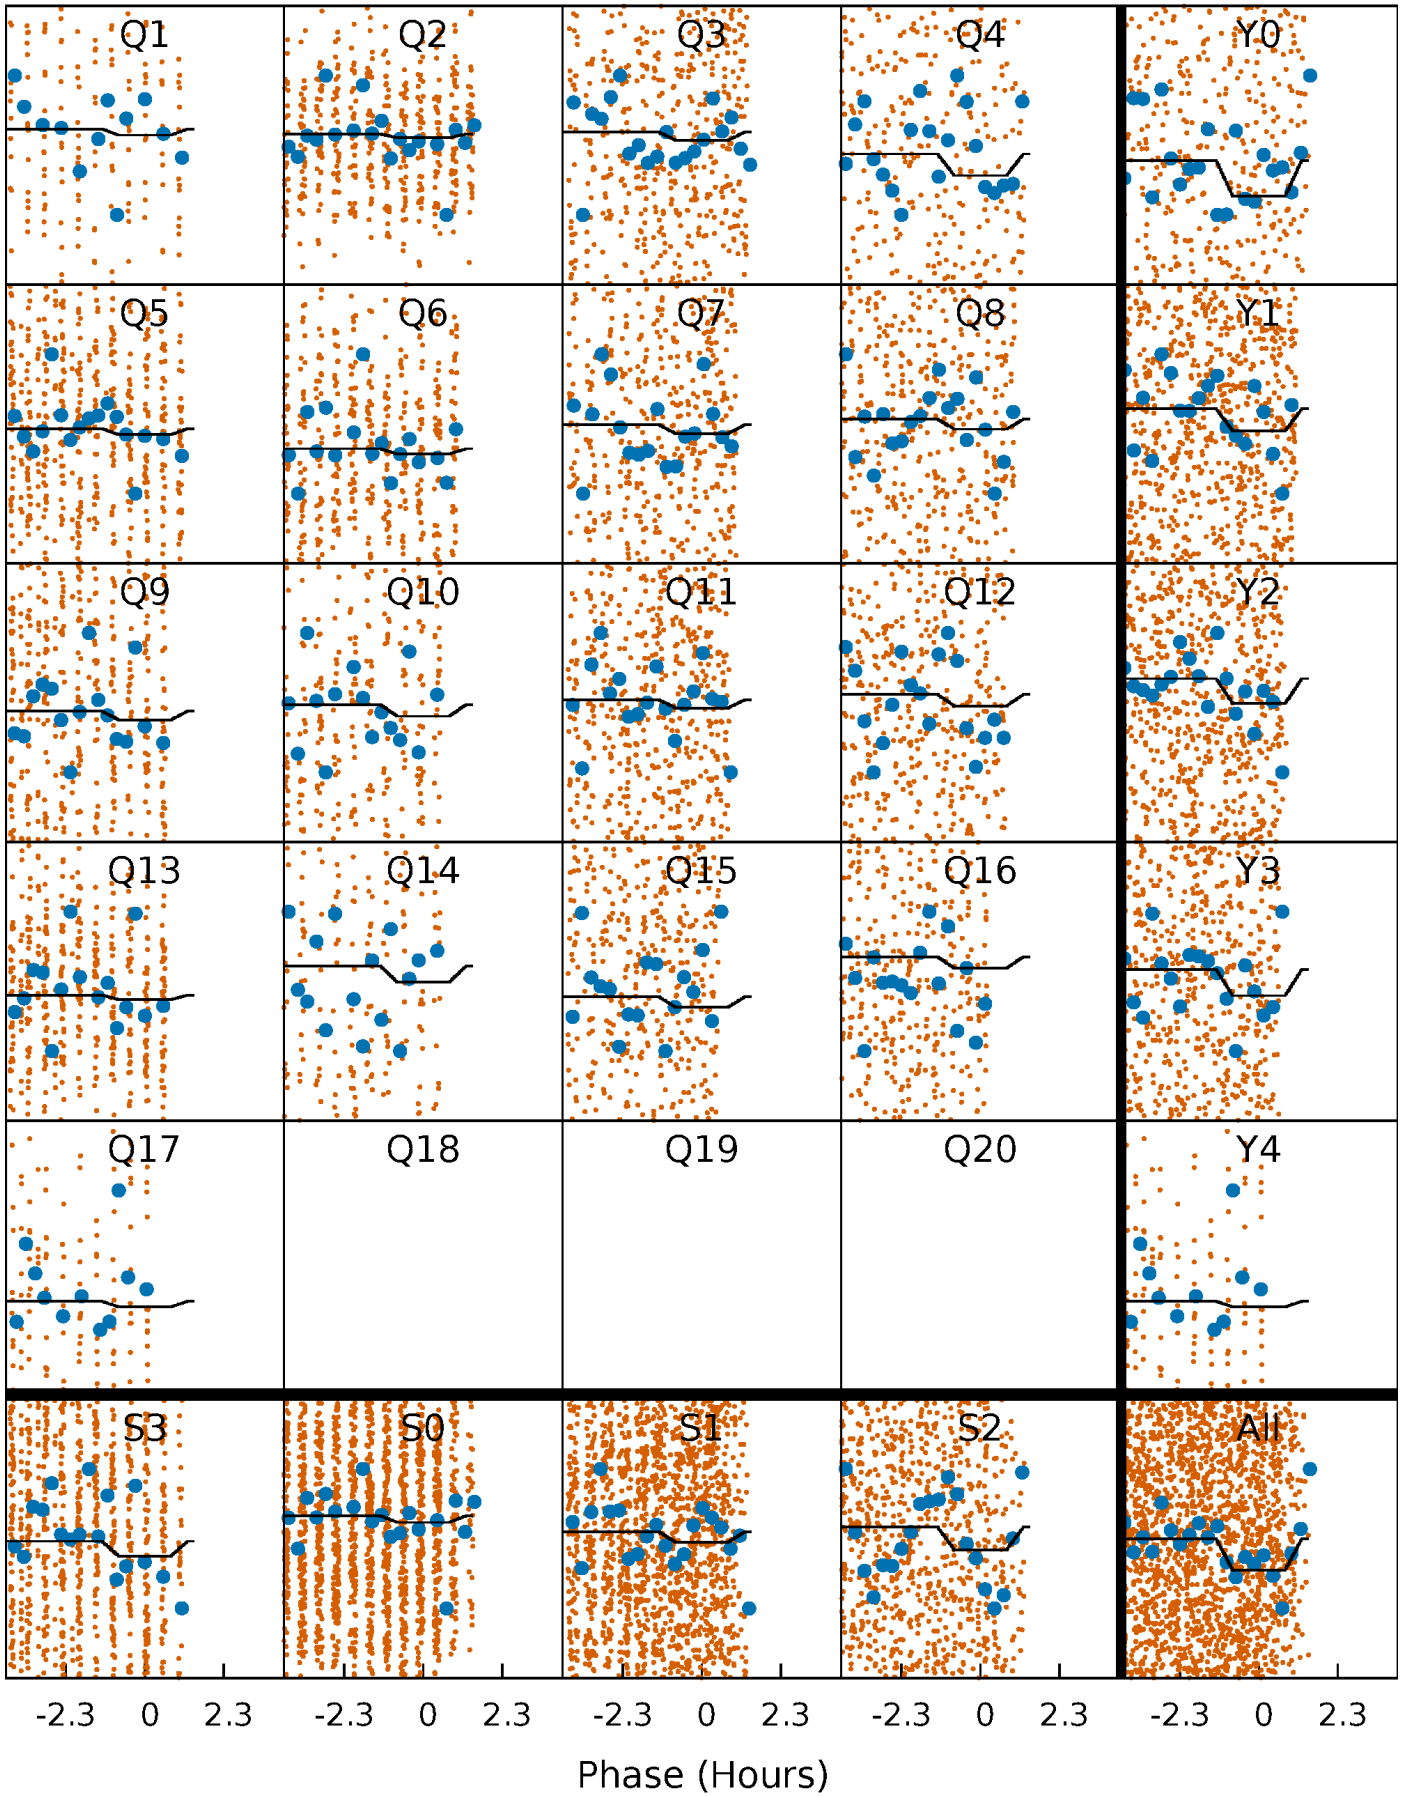 Q1 Q2 Q3 Q4 Y0
Q5 Q6 Q7 Q8 Y1
Q9 Q10 Q11 Q12 Y2
Q13 Q14 Q15 Q16 Y3
Q17 Q18 Q19 Q20 Y4
S3 S0 S1 S2 All
-2.3 0 2.3 -2.3 0 2.3 -2.3 0 2.3 -2.3 0 2.3 -2.3 0 2.3
Phase (Hours)